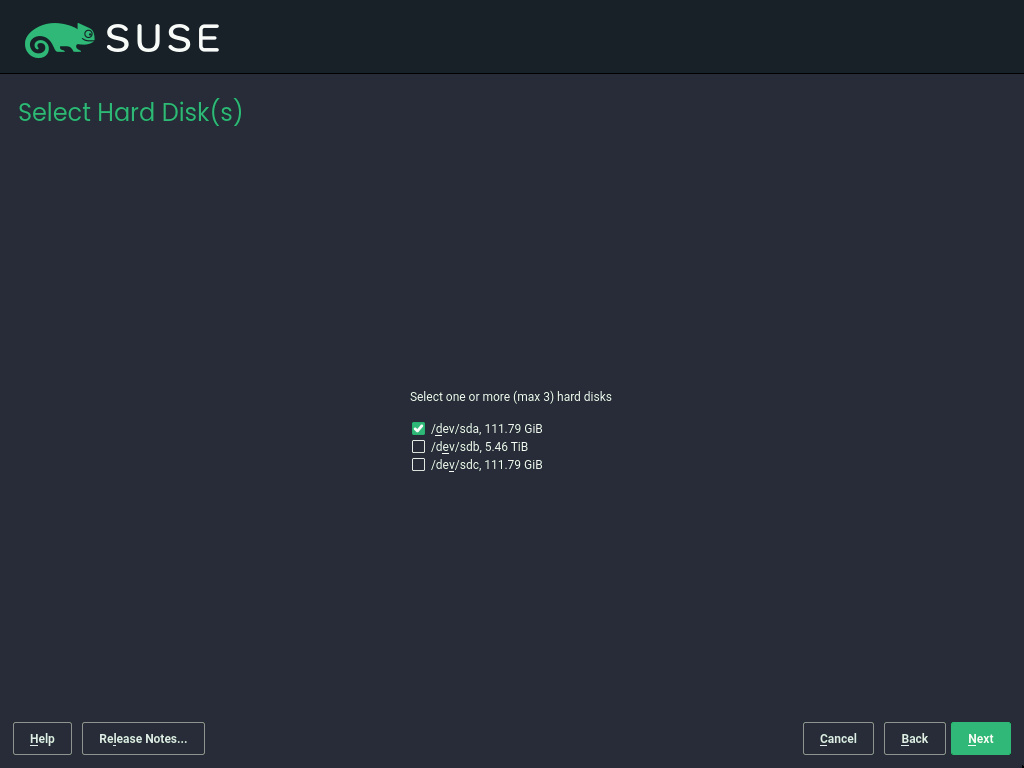 SUSE
Select Hard Disk(s)
Select one or more (max 3) hard disks
/dev/sda, 111.79 GiB
/dev/sdb, 5.46 TiB
/dev/sdc, 111.79 GiB
Help Release Notes... Cancel Back Next